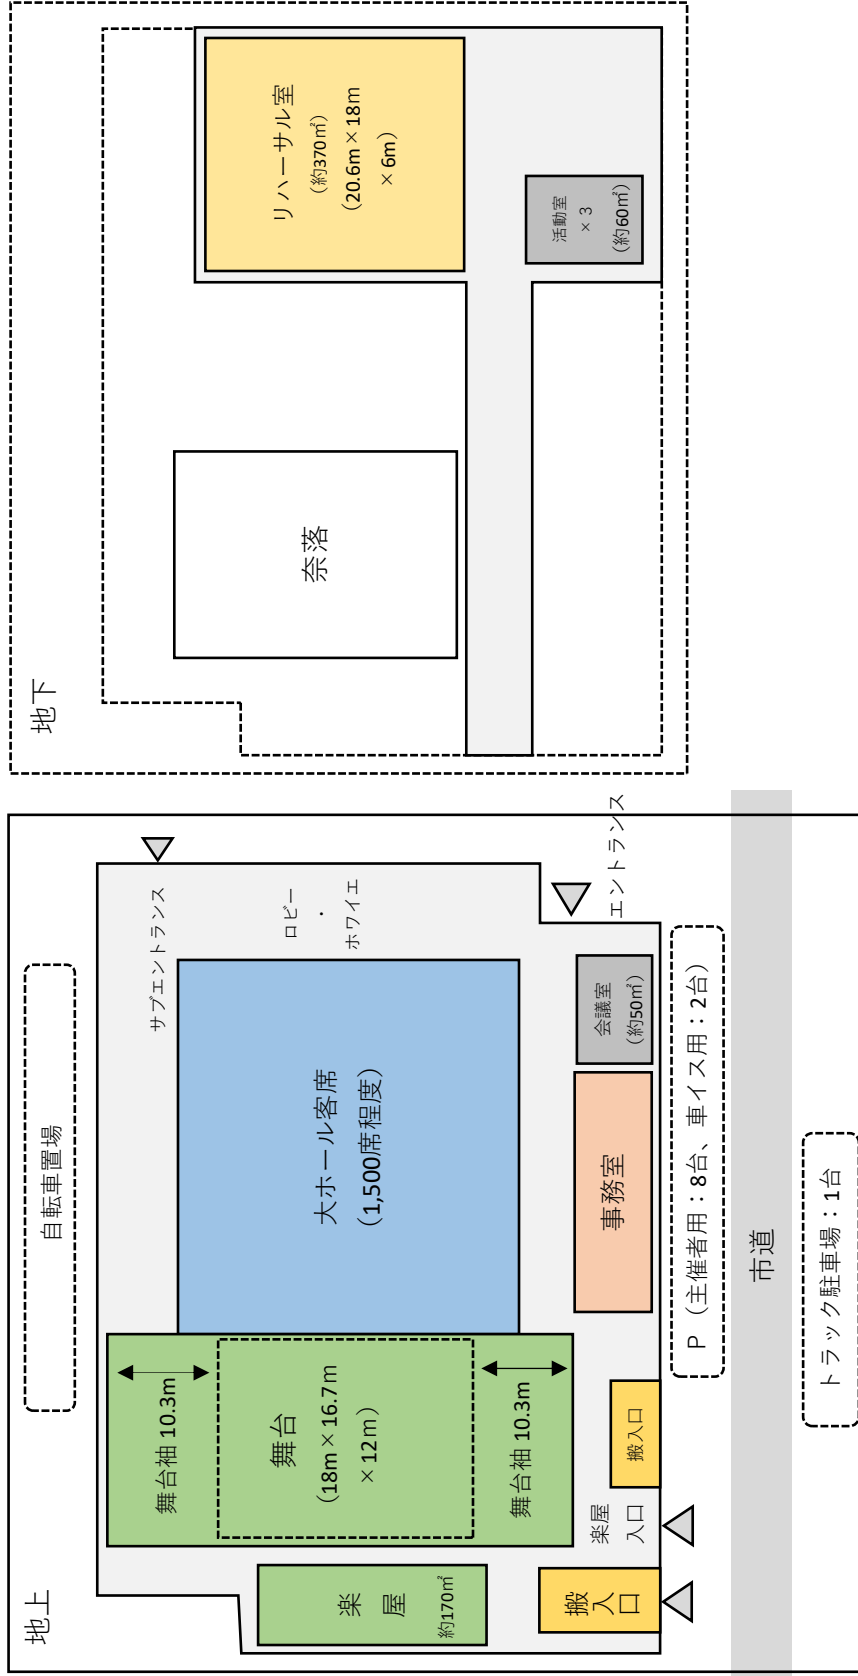 地上
自転車置場
サブエントランス
舞台袖 10.3m
舞台
（18m×16.7m
×12m）
舞台袖 10.3m
楽
屋
約170㎡
大ホール客席
（1,500席程度）
ロビー
・
ホワイエ
搬
入
口
楽屋
入口
搬入口
事務室
会議室
（約50㎡）
エントランス
P（主催者用：8台、車イス用：2台）
市道
トラック駐車場：1台
地下
奈落
リハーサル室
（約370㎡）
（20.6m×18m
×6m）
活動室
×3
（約60㎡）